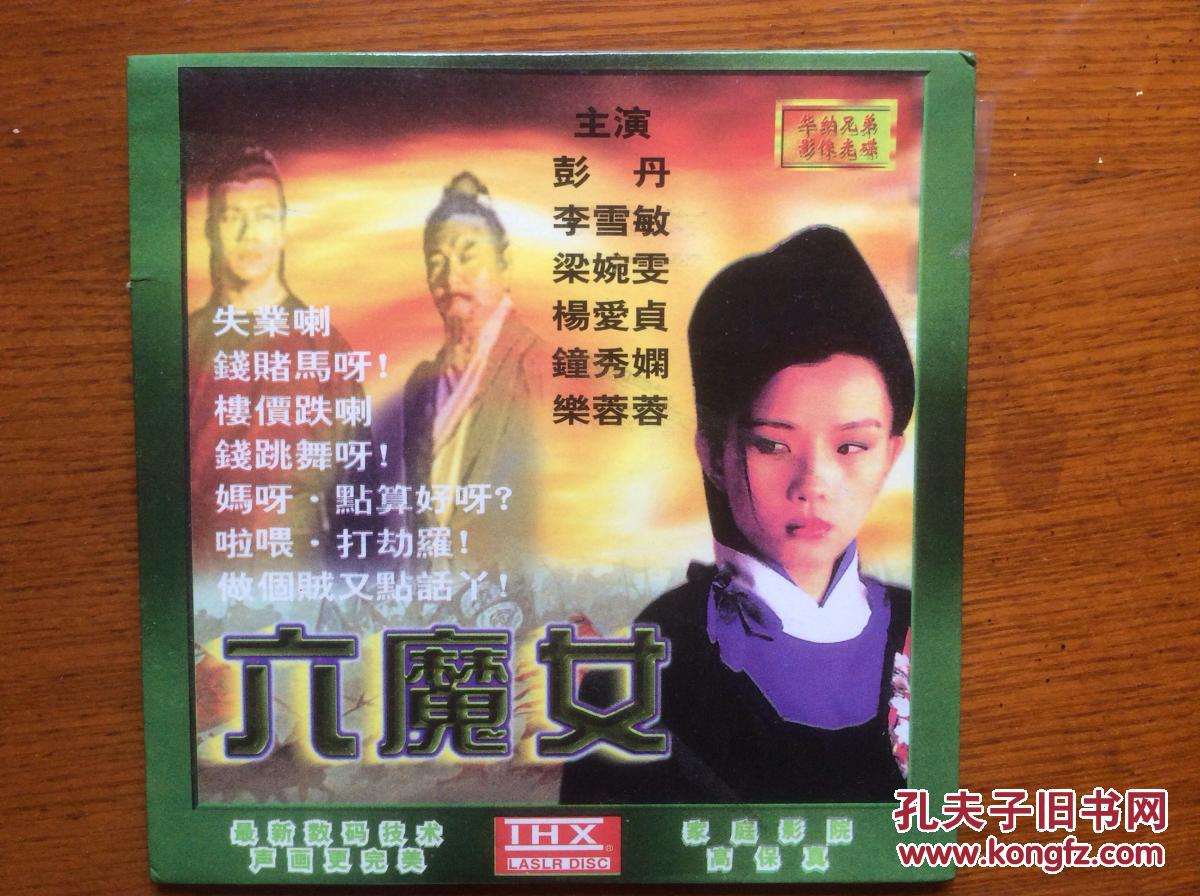 主演
彭丹
李雪敏
梁婉雯
楊愛貞
鐘秀嫻
樂蓉蓉
华纳兄弟
影像光碟
失業喇
錢賭馬呀!
樓價跌喇
錢跳舞呀!
媽呀·點算好呀?
啦喂·打劫羅!
做個賊又點話丫!
六魔女
最新数码技术
声画更完美
THX
LASLR DISC
家庭影院
高保真
孔夫子旧书网
www.kongfz.com